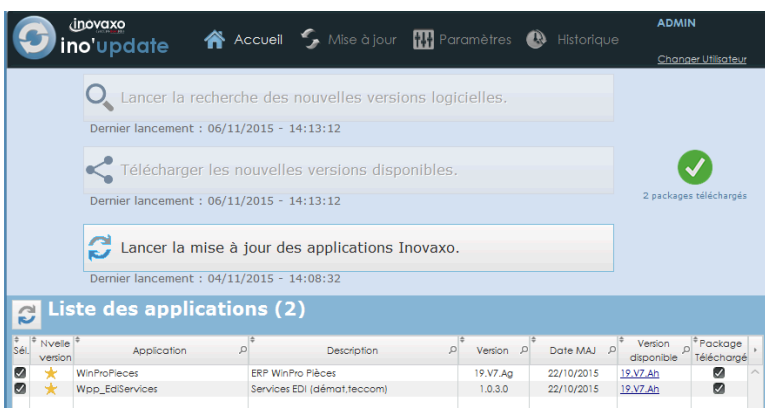 inovaxo
ino'update
Accueil
Mise à jour
Paramètres
Historique
ADMIN
Changer Utilisateur
Lancer la recherche des nouvelles versions logicielles.
Dernier lancement : 06/11/2015 - 14:13:12
Télécharger les nouvelles versions disponibles.
Dernier lancement : 06/11/2015 - 14:13:12
2 packages téléchargés
Lancer la mise à jour des applications Inovaxo.
Dernier lancement : 04/11/2015 - 14:08:32
Liste des applications (2)
Sél. Nvelle version Application Description Version Date MAJ Version disponible Package Téléchargé
WinProPieces ERP WinPro Pièces 19.V7.Ag 22/10/2015 19.V7.Ah
Wpp_EdiServices Services EDI (démat,teccom) 1.0.3.0 22/10/2015 19.V7.Ah